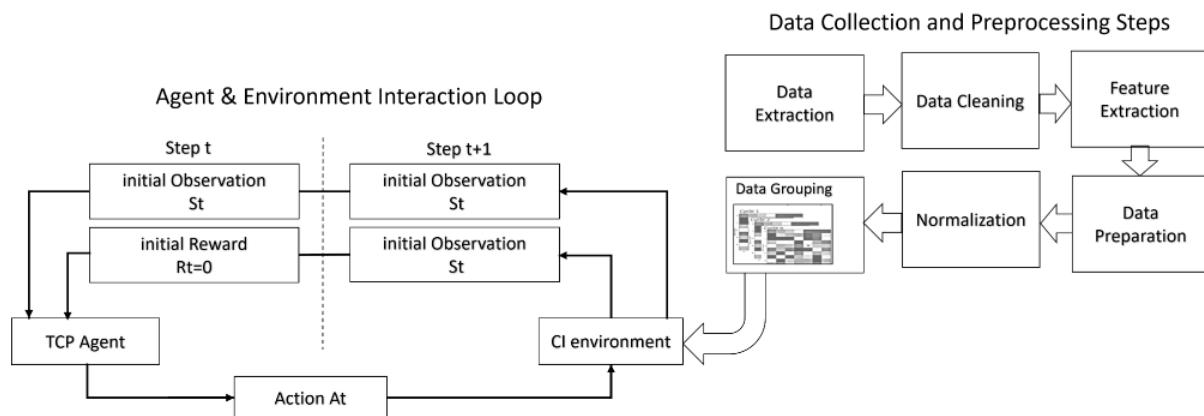 Data Collection and Preprocessing Steps
Data
Extraction
Data Cleaning
Feature
Extraction
Agent & Environment Interaction Loop
Step t
Step t+1
initial Observation
St
initial Observation
St
Data Grouping
Normalization
Data
Preparation
initial Reward
Rt=0
initial Observation
St
TCP Agent
CI environment
Action At